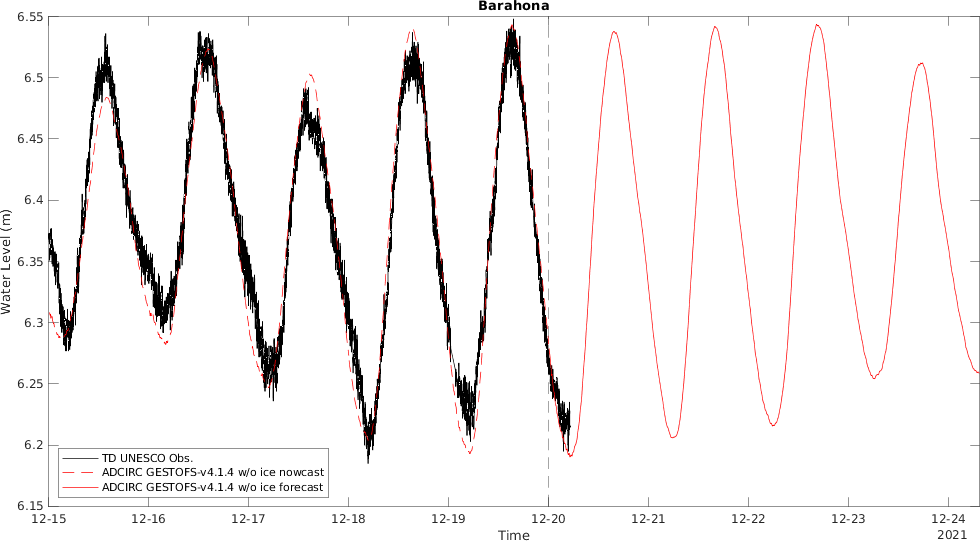 Barahona
6.55
6.5
6.45
6.4
6.35
6.3
6.25
6.2
6.15
Water Level (m)
TD UNESCO Obs.
ADCIRC GESTOFS-v4.1.4 w/o ice nowcast
ADCIRC GESTOFS-v4.1.4 w/o ice forecast
12-15 12-16 12-17 12-18 12-19 12-20 12-21 12-22 12-23 12-24
Time
2021